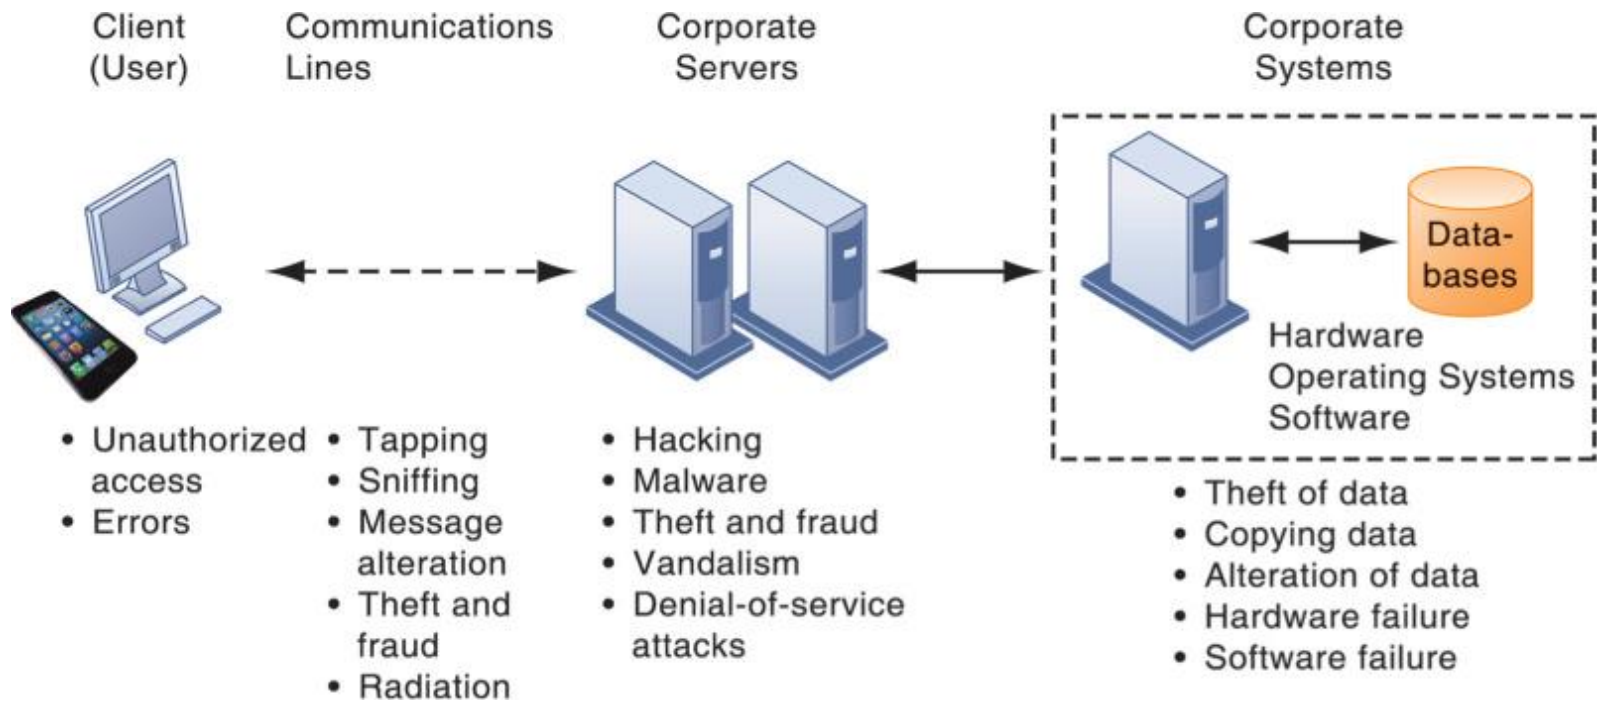 Client
(User)
Communications
Lines
Corporate
Servers
Corporate
Systems
Data-
bases
Hardware
Operating Systems
Software
• Unauthorized
access
• Errors
• Tapping
• Sniffing
• Message
alteration
• Theft and
fraud
• Radiation
• Hacking
• Malware
• Theft and fraud
• Vandalism
• Denial-of-service
attacks
• Theft of data
• Copying data
• Alteration of data
• Hardware failure
• Software failure